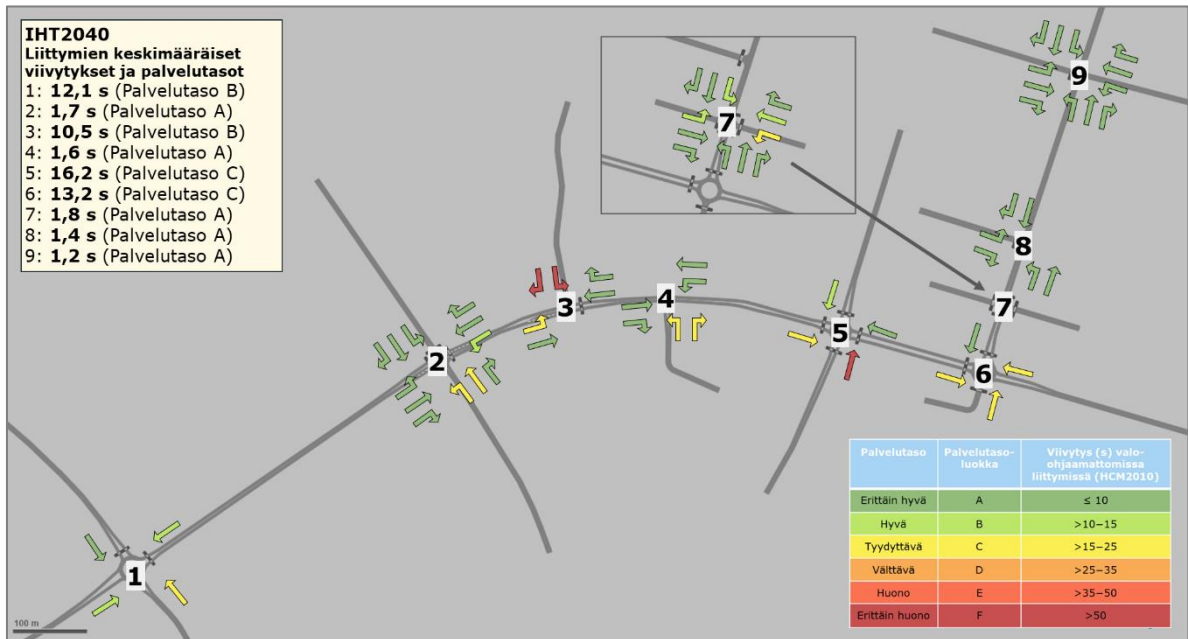 IHT2040
Liittymien keskimääräiset
viivytykset ja palvelutasot
1: 12,1 s (Palvelutaso B)
2: 1,7 s (Palvelutaso A)
3: 10,5 s (Palvelutaso B)
4: 1,6 s (Palvelutaso A)
5: 16,2 s (Palvelutaso C)
6: 13,2 s (Palvelutaso C)
7: 1,8 s (Palvelutaso A)
8: 1,4 s (Palvelutaso A)
9: 1,2 s (Palvelutaso A)
7
9
8
7
3
4
5
2
6
1
100 m
Palvelutaso Palvelutaso- Viivytys (s) valo-
luokka ohjaamattomissa
liittymissä (HCM2010)
Erittäin hyvä A ≤ 10
Hyvä B >10−15
Tyydyttävä C >15−25
Välttävä D >25−35
Huono E >35−50
Erittäin huono F >50